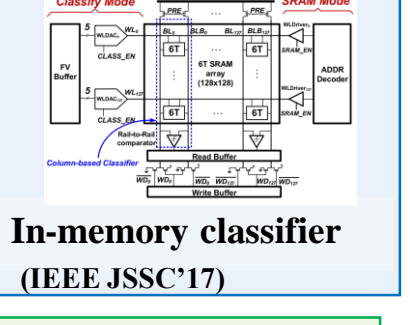 Classify Mode SRAM Mode
PRE ... PRE
5 WLDAC₀ WL₀ BL₀ BLB₀ BL₁₂₇ BLB₁₂₇ WLDriver₀
CLASS_EN 6T ... 6T SRAM_EN
FV Buffer
6T SRAM array (128x128)
ADDR Decoder
5 WLDAC₁₂₇ WL₁₂₇ WLDriver₁₂₇
CLASS_EN 6T ... 6T SRAM_EN
Rail-to-Rail comparator
Column-based Classifier
Read Buffer
WD₀ WD₀ ... WD₁₂₇ WD₁₂₇
Write Buffer
In-memory classifier
(IEEE JSSC'17)